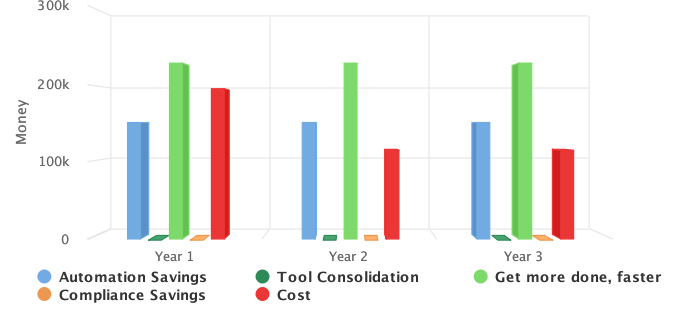 300k
200k
100k
0
Money
Year 1
Year 2
Year 3
Automation Savings
Tool Consolidation
Get more done, faster
Compliance Savings
Cost